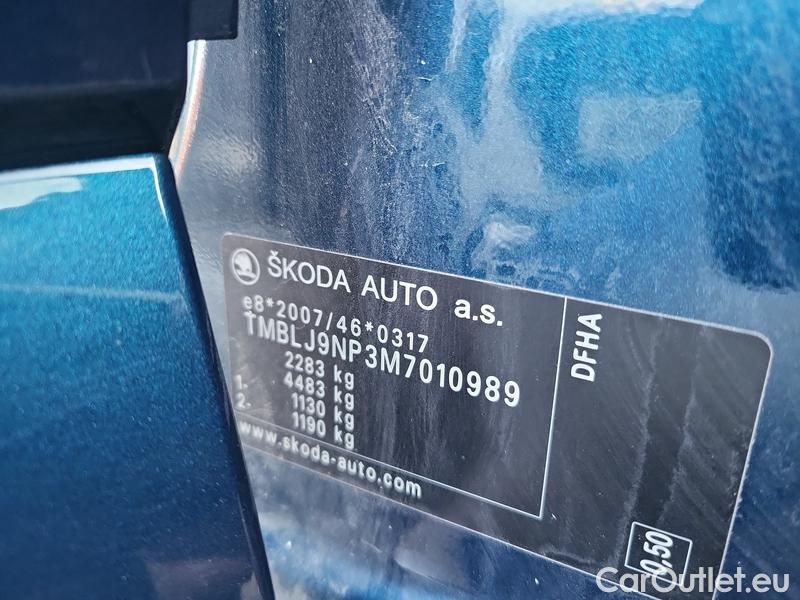 ŠKODA AUTO a.s.
e8*2007/46*0317
TMBLJ9NP3M7010989
2283 kg
4483 kg
1. 1130 kg
2. 1190 kg
www.skoda-auto.com
DFHA
0,50
CarOutlet.eu